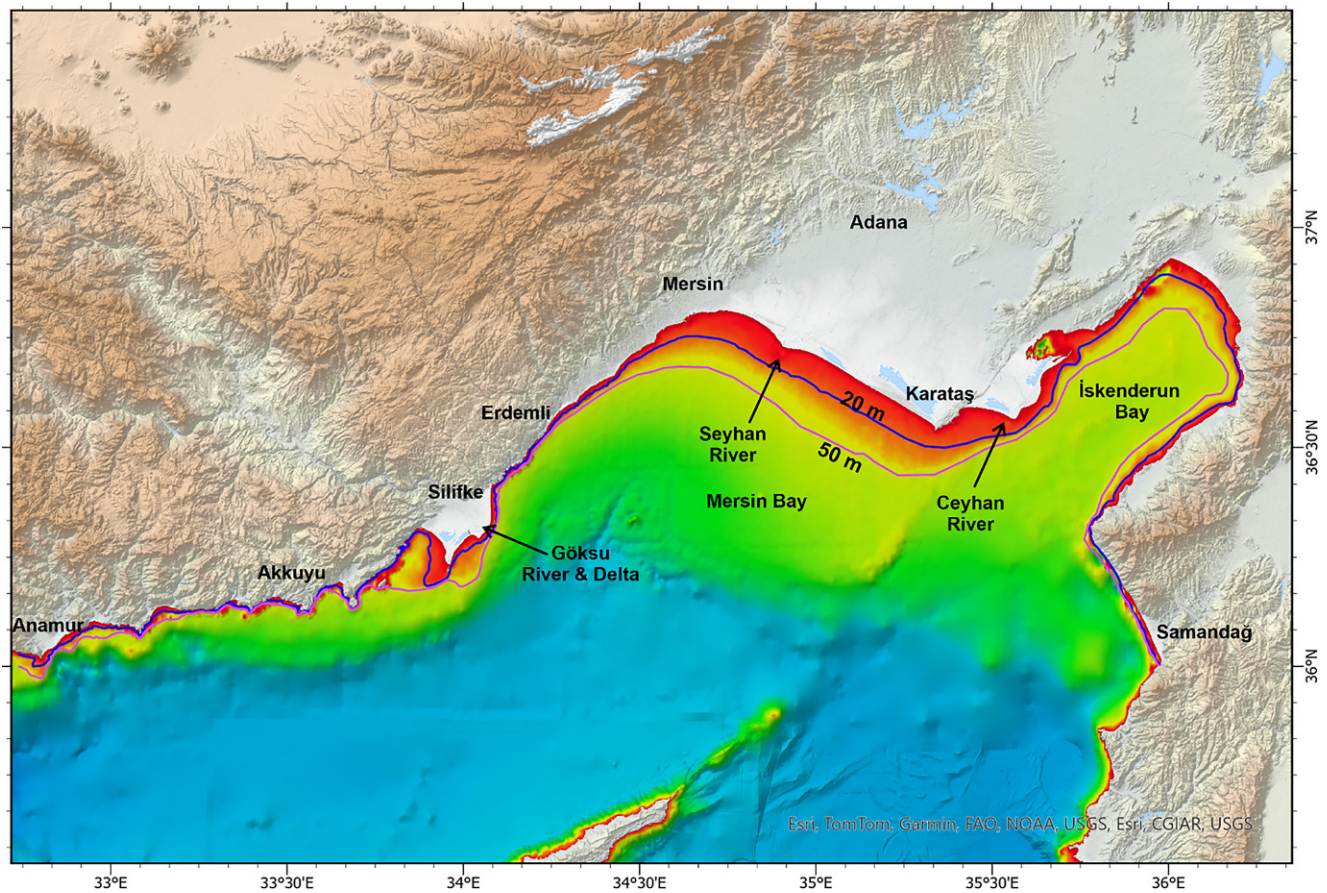 Adana
37°N
Mersin
Karataş
İskenderun
Bay
20 m
Erdemli
Seyhan
River
50 m
36°30'N
Silifke
Mersin Bay
Ceyhan
River
Göksu
River & Delta
Akkuyu
Anamur
Samandağ
36°N
Esri, TomTom, Garmin, FAO, NOAA, USGS, Esri, CGIAR, USGS
33°E
33°30'E
34°E
34°30'E
35°E
35°30'E
36°E